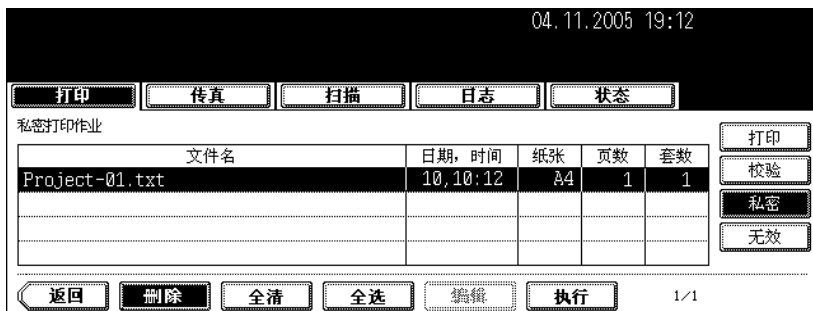 04.11.2005 19:12
打印 传真 扫描 日志 状态
私密打印作业
文件名 日期，时间 纸张 页数 套数
Project-01.txt 10,10:12 A4 1 1
打印
校验
私密
无效
返回 删除 全清 全选 编辑 执行 1/1